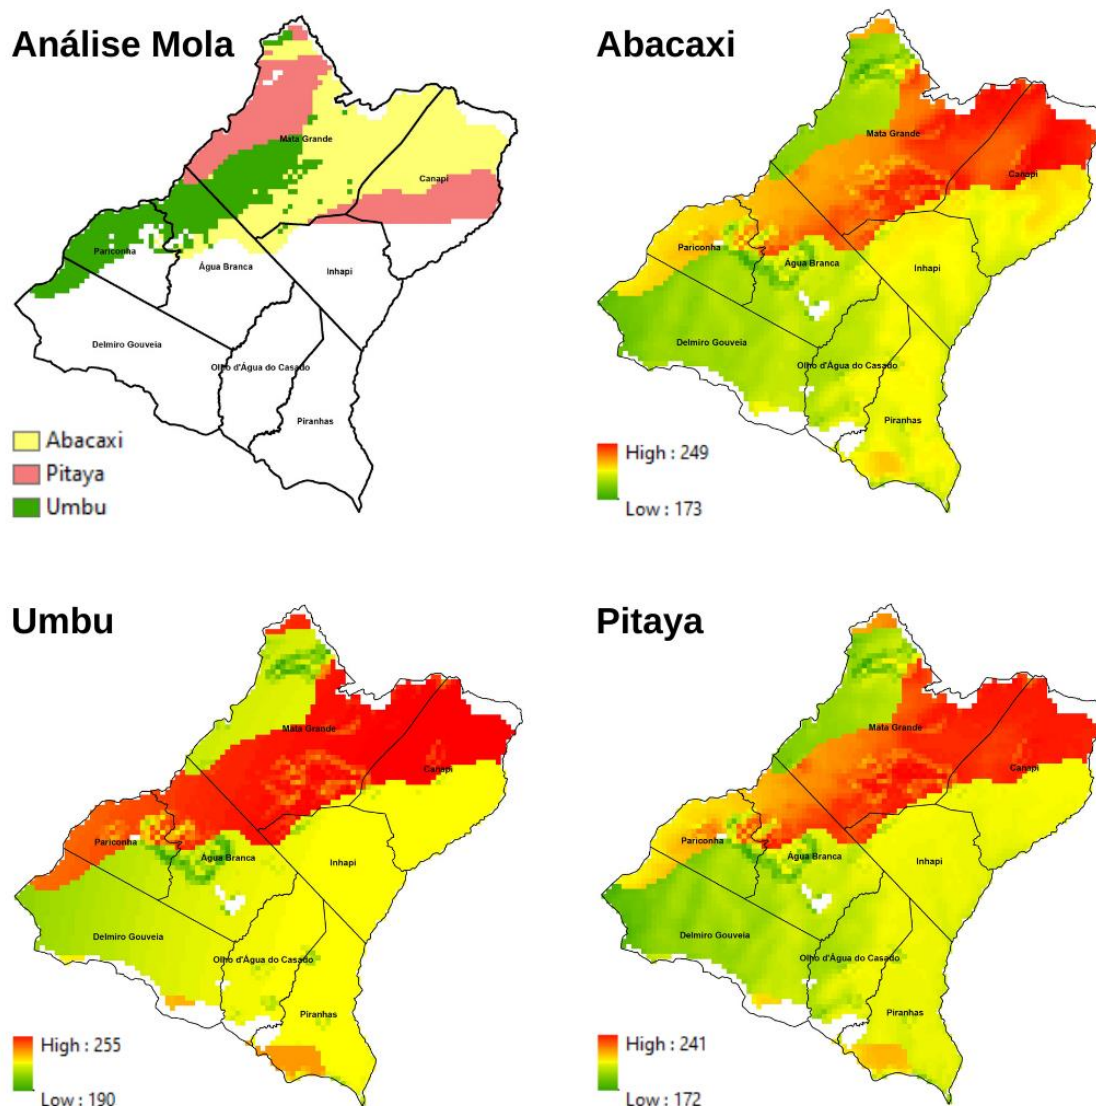 Análise Mola
Mata Grande
Canapi
Pariconha
Água Branca
Inhapi
Delmiro Gouveia
Olho d'Água do Casado
Piranhas
Abacaxi
Pitaya
Umbu
Abacaxi
Mata Grande
Canapi
Pariconha
Água Branca
Inhapi
Delmiro Gouveia
Olho d'Água do Casado
Piranhas
High : 249
Low : 173
Umbu
Mata Grande
Canapi
Pariconha
Água Branca
Inhapi
Delmiro Gouveia
Olho d'Água do Casado
Piranhas
High : 255
Low : 190
Pitaya
Mata Grande
Canapi
Pariconha
Água Branca
Inhapi
Delmiro Gouveia
Olho d'Água do Casado
Piranhas
High : 241
Low : 172